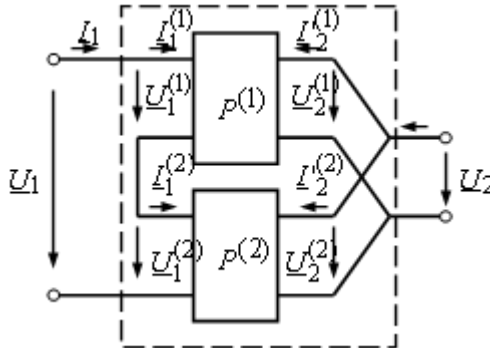 I1 I1(1) I2'(1)
U1(1) P(1) U2(1)
I1(2) I2'(2)
U1 U2
U1(2) P(2) U2(2)